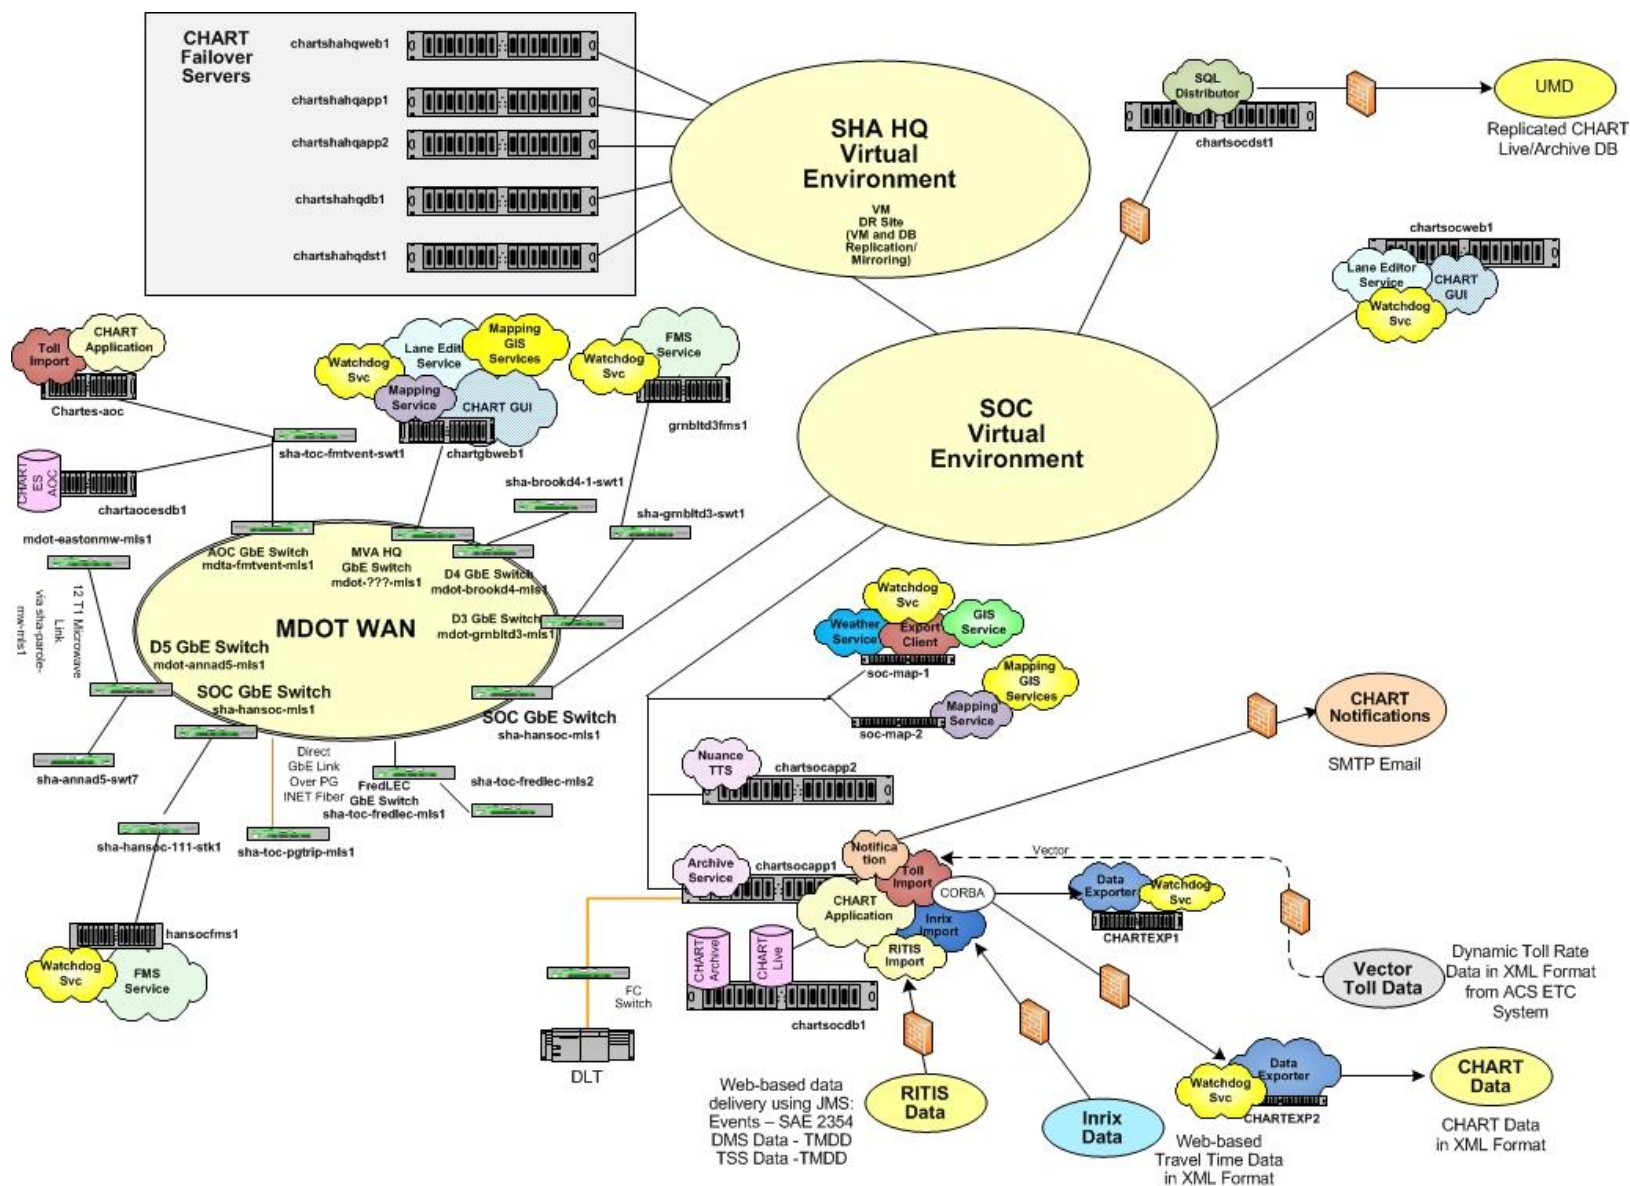 CHART
Failover
Servers
chartshahqweb1
chartshahqapp1
chartshahqapp2
chartshahqdb1
chartshahqdst1
SHA HQ
Virtual
Environment
VM
DR Site
(VM and DB
Replication/
Mirroring)
SQL
Distributor
chartsocdst1
UMD
Replicated CHART
Live/Archive DB
chartsocweb1
Lane Editor
Service
CHART
GUI
Watchdog
Svc
Toll
Import
CHART
Application
Chartes-aoc
CHART
ES
AOC
chartaocesdb1
sha-toc-fmtvent-swt1
Watchdog
Svc
Lane Edit
Service
Mapping
GIS
Services
Mapping
Service
CHART GUI
chartgbweb1
Watchdog
Svc
FMS
Service
grnbltd3fms1
sha-brookd4-1-swt1
sha-grnbltd3-swt1
SOC
Virtual
Environment
mdot-eastonmw-mls1
12 T1 Microwave
Link
via sha-parole-
mw-mls1
AOC GbE Switch
mdta-fmtvent-mls1
MVA HQ
GbE Switch
mdot-???-mls1
D4 GbE Switch
mdot-brookd4-mls1
D3 GbE Switch
mdot-grnbltd3-mls1
MDOT WAN
D5 GbE Switch
mdot-annad5-mls1
SOC GbE Switch
sha-hansoc-mls1
SOC GbE Switch
sha-hansoc-mls1
sha-annad5-swt7
Direct
GbE Link
Over PG
INET Fiber
FredLEC
GbE Switch
sha-toc-fredlec-mls1
sha-toc-fredlec-mls2
sha-hansoc-111-stk1
sha-toc-pgtrip-mls1
hansocfms1
Watchdog
Svc
FMS
Service
Watchdog
Svc
Weather
Service
Export
Client
GIS
Service
soc-map-1
Mapping
GIS
Services
Mapping
Service
soc-map-2
Nuance
TTS
chartsocapp2
CHART
Notifications
SMTP Email
Archive
Service
chartsocapp1
Notifica
tion
Toll
Import
CORBA
CHART
Application
Inrix
Import
RITIS
Import
Vector
Data
Exporter
Watchdog
Svc
CHARTEXP1
CHART
Archive
CHART
Live
chartsocdb1
FC
Switch
DLT
Vector
Toll Data
Dynamic Toll Rate
Data in XML Format
from ACS ETC
System
RITIS
Data
Web-based data
delivery using JMS:
Events – SAE 2354
DMS Data - TMDD
TSS Data -TMDD
Inrix
Data
Data
Exporter
Watchdog
Svc
CHARTEXP2
Web-based
Travel Time Data
in XML Format
CHART
Data
CHART Data
in XML Format